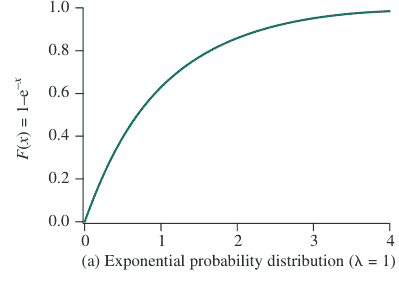 1.0
0.8
0.6
0.4
0.2
0.0
F(x) = 1–e⁻ˣ
0 1 2 3 4
(a) Exponential probability distribution (λ = 1)